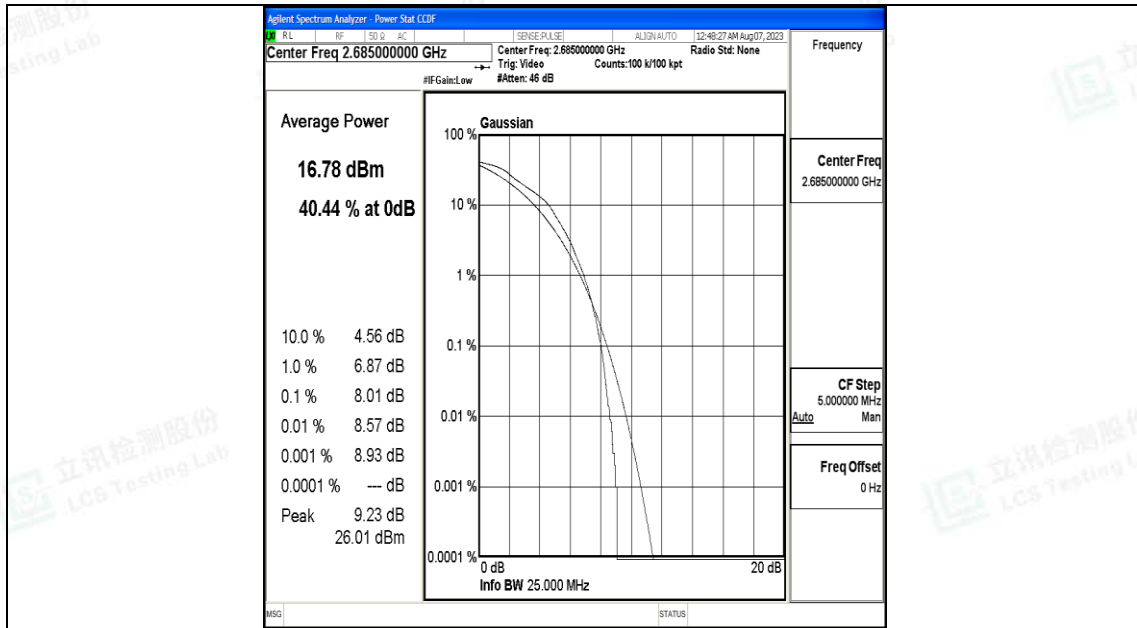 Agilent Spectrum Analyzer - Power Stat CCDF
RL RF 50 Ω AC SENSE:PULSE ALIGN AUTO 12:48:27 AM Aug 07, 2023
Center Freq 2.685000000 GHz
Center Freq: 2.685000000 GHz Radio Std: None
Trig: Video Counts:100 k/100 kpt
#IFGain:Low #Atten: 46 dB
Frequency
Average Power
16.78 dBm
40.44 % at 0dB
10.0 % 4.56 dB
1.0 % 6.87 dB
0.1 % 8.01 dB
0.01 % 8.57 dB
0.001 % 8.93 dB
0.0001 % --- dB
Peak 9.23 dB
26.01 dBm
Gaussian
100 %
10 %
1 %
0.1 %
0.01 %
0.001 %
0.0001 %
0 dB 20 dB
Info BW 25.000 MHz
Center Freq
2.685000000 GHz
CF Step
5.000000 MHz
Auto Man
Freq Offset
0 Hz
MSG STATUS
立讯检测股份
LCS Testing Lab
立讯检测股份